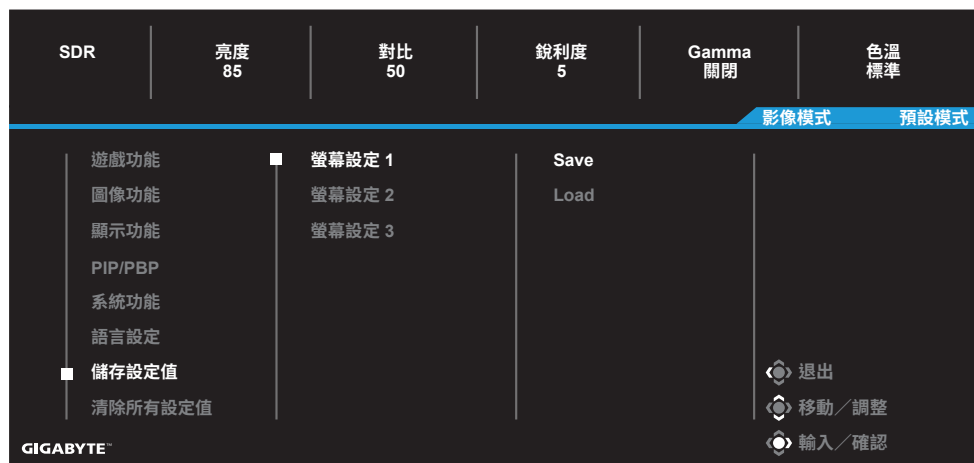 SDR
亮度
85
對比
50
銳利度
5
Gamma
關閉
色溫
標準
影像模式 預設模式
遊戲功能
圖像功能
顯示功能
PIP/PBP
系統功能
語言設定
儲存設定值
清除所有設定值
螢幕設定 1
螢幕設定 2
螢幕設定 3
Save
Load
退出
移動／調整
輸入／確認
GIGABYTE™